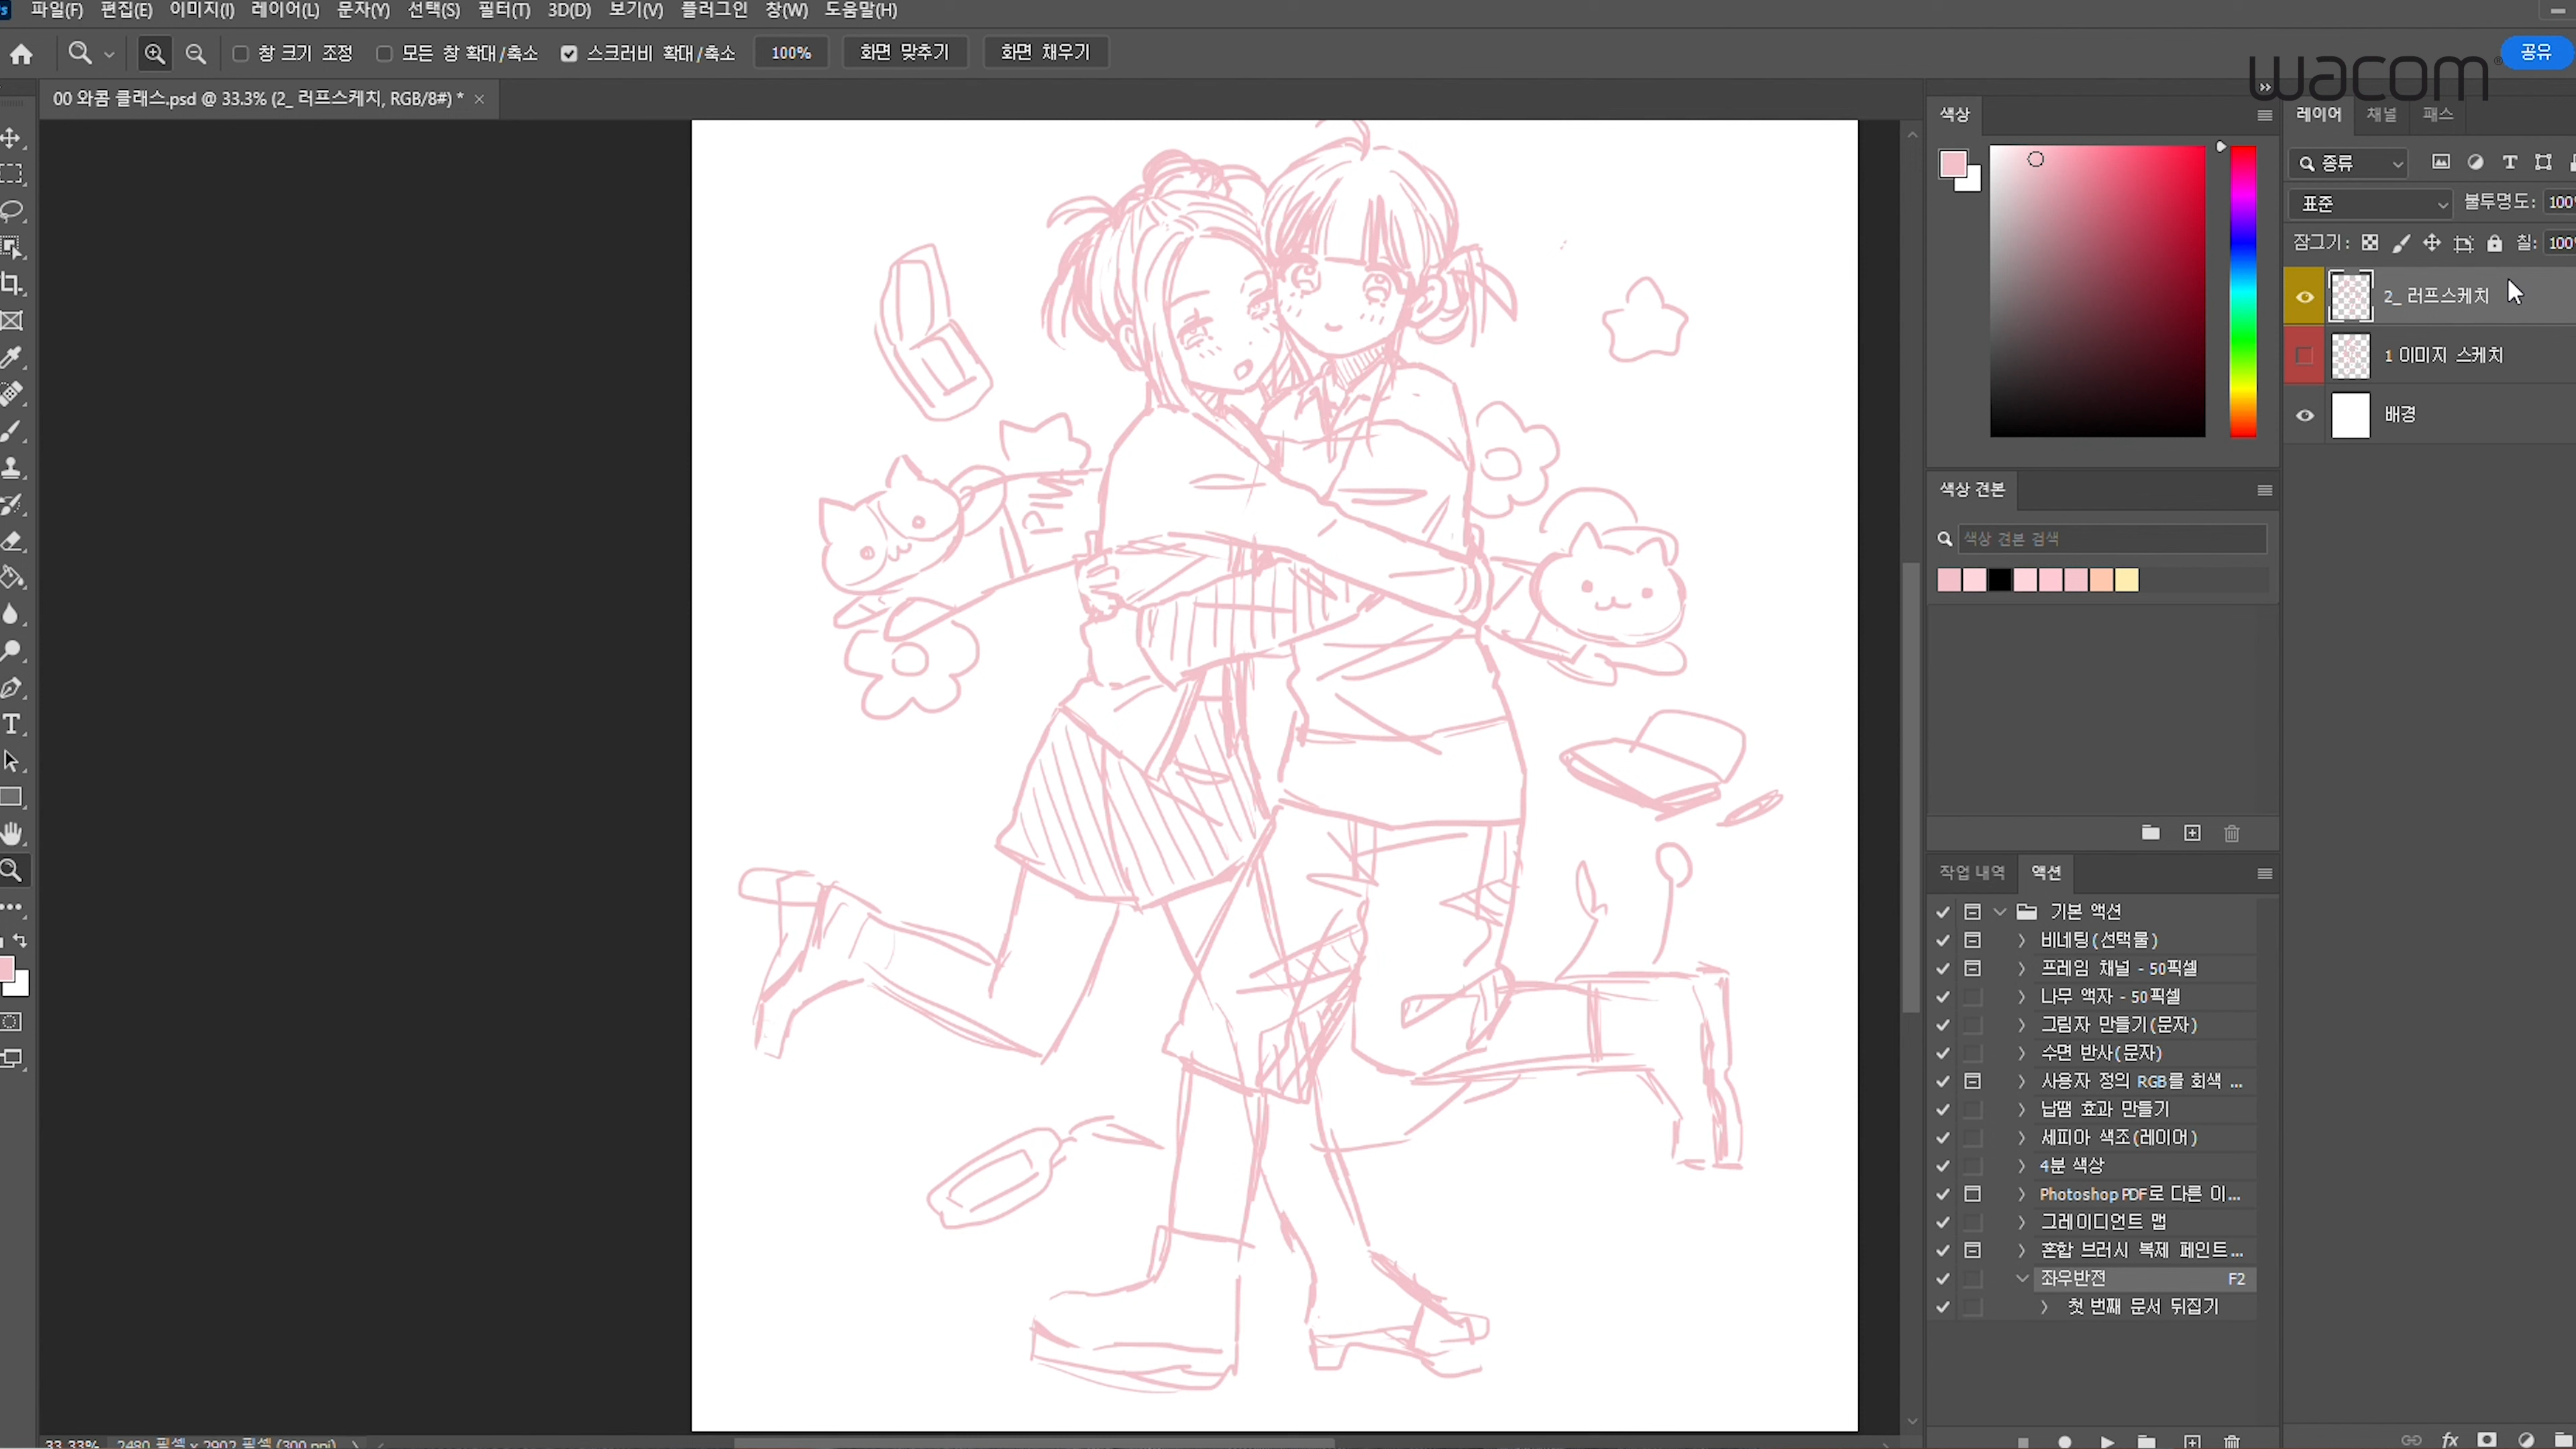 파일(F) 편집(E) 이미지(I) 레이어(L) 문자(Y) 선택(S) 필터(T) 3D(D) 보기(V) 플러그인 창(W) 도움말(H)
창 크기 조정 모든 창 확대/축소 스크러비 확대/축소 100% 화면 맞추기 화면 채우기
공유
wacom
00 와콤 클래스.psd @ 33.3% (2_ 러프스케치, RGB/8#) *
색상
레이어 채널 패스
종류
표준 불투명도: 100
잠그기: 칠: 100
2_ 러프스케치
1 이미지 스케치
배경
색상 견본
색상 견본 검색
작업 내역 액션
기본 액션
비네팅(선택물)
프레임 채널 - 50픽셀
나무 액자 - 50픽셀
그림자 만들기(문자)
수면 반사(문자)
사용자 정의 RGB를 회색 ...
납땜 효과 만들기
세피아 색조(레이어)
4분 색상
Photoshop PDF로 다른 이...
그레이디언트 맵
혼합 브러시 복제 페인트...
좌우반전 F2
첫 번째 문서 뒤집기
33.33% 2480 픽셀 x 2902 픽셀 (300 ppi)